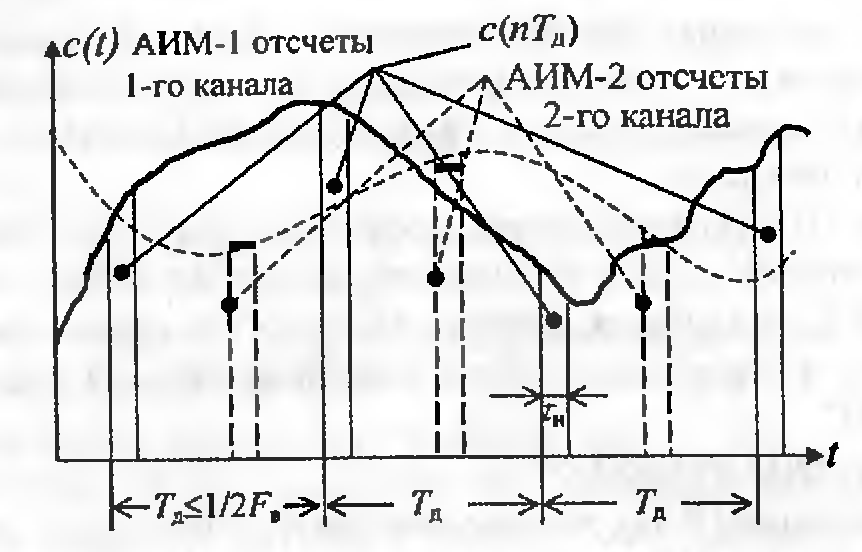 c(t) АИМ-1 отсчеты
1-го канала
c(nTд)
АИМ-2 отсчеты
2-го канала
τи
t
Tд≤1/2Fв
Tд
Tд